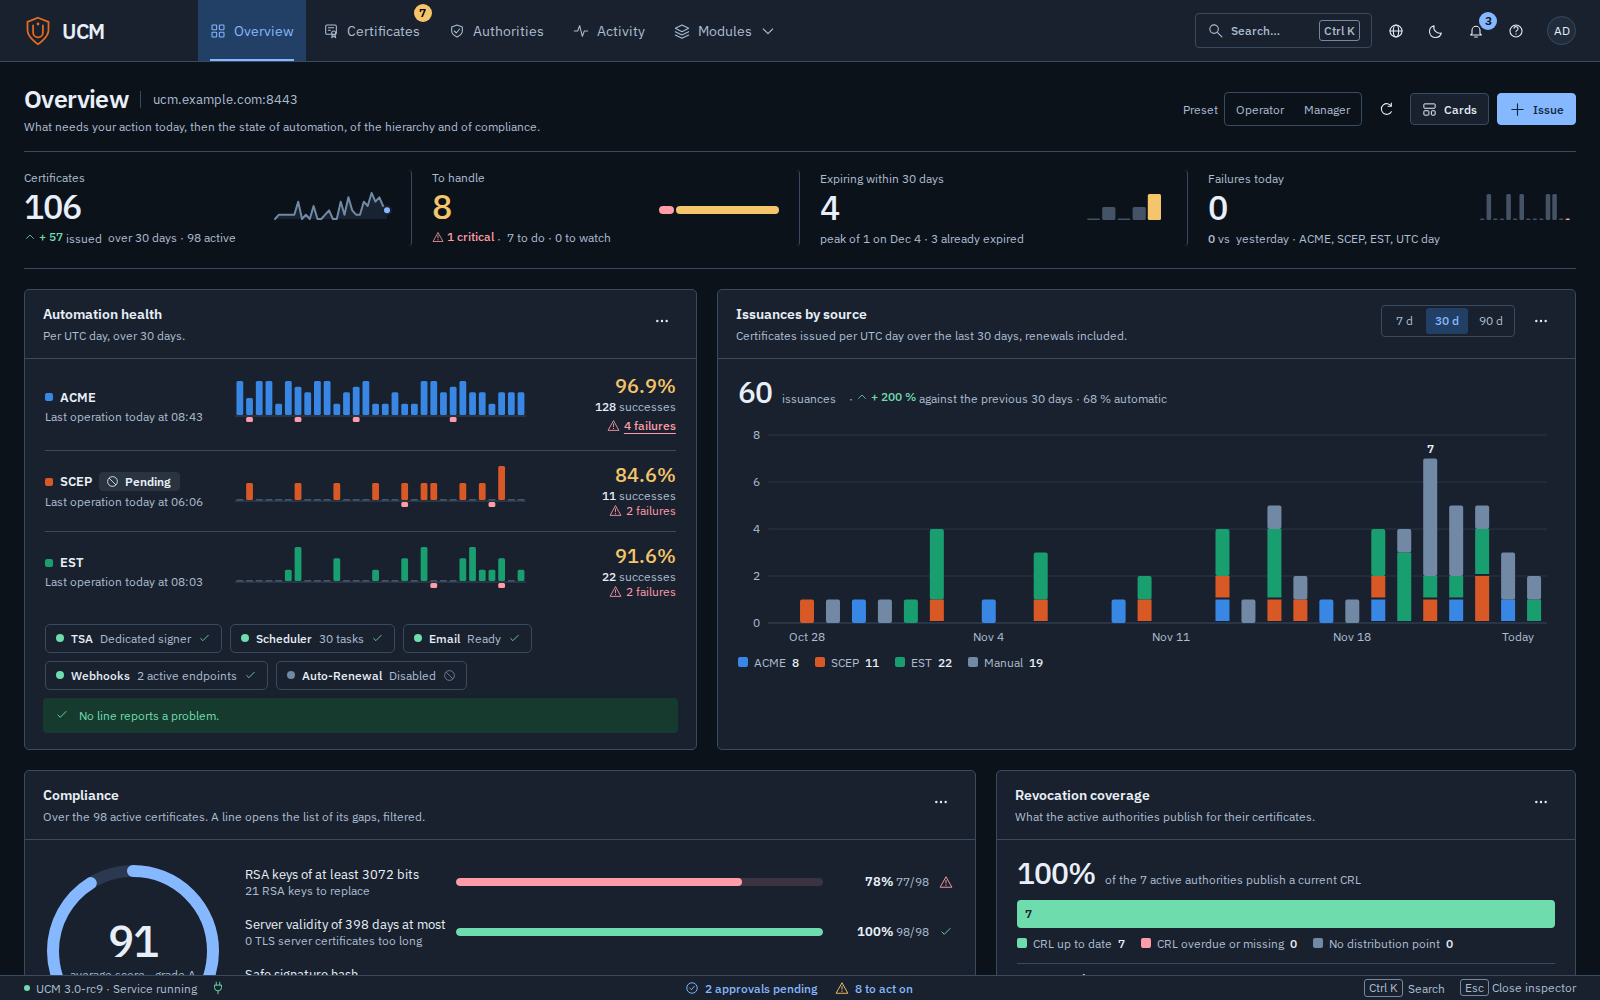 UCM
Overview
Certificates
7
Authorities
Activity
Modules
Search...
Ctrl K
3
AD
Overview
ucm.example.com:8443
What needs your action today, then the state of automation, of the hierarchy and of compliance.
Preset
Operator
Manager
Cards
Issue
Certificates
106
+ 57 issued over 30 days · 98 active
To handle
8
1 critical · 7 to do · 0 to watch
Expiring within 30 days
4
peak of 1 on Dec 4 · 3 already expired
Failures today
0
0 vs yesterday · ACME, SCEP, EST, UTC day
Automation health
Per UTC day, over 30 days.
ACME
Last operation today at 08:43
96.9%
128 successes
4 failures
SCEP
Pending
Last operation today at 06:06
84.6%
11 successes
2 failures
EST
Last operation today at 08:03
91.6%
22 successes
2 failures
TSA Dedicated signer
Scheduler 30 tasks
Email Ready
Webhooks 2 active endpoints
Auto-Renewal Disabled
No line reports a problem.
Issuances by source
Certificates issued per UTC day over the last 30 days, renewals included.
7 d
30 d
90 d
60 issuances · + 200 % against the previous 30 days · 68 % automatic
8
6
4
2
0
7
Oct 28
Nov 4
Nov 11
Nov 18
Today
ACME 8
SCEP 11
EST 22
Manual 19
Compliance
Over the 98 active certificates. A line opens the list of its gaps, filtered.
91
average score · grade A
RSA keys of at least 3072 bits
21 RSA keys to replace
78% 77/98
Server validity of 398 days at most
0 TLS server certificates too long
100% 98/98
Safe signature hash
Revocation coverage
What the active authorities publish for their certificates.
100% of the 7 active authorities publish a current CRL
7
CRL up to date 7
CRL overdue or missing 0
No distribution point 0
UCM 3.0-rc9 · Service running
2 approvals pending
8 to act on
Ctrl K Search
Esc Close inspector